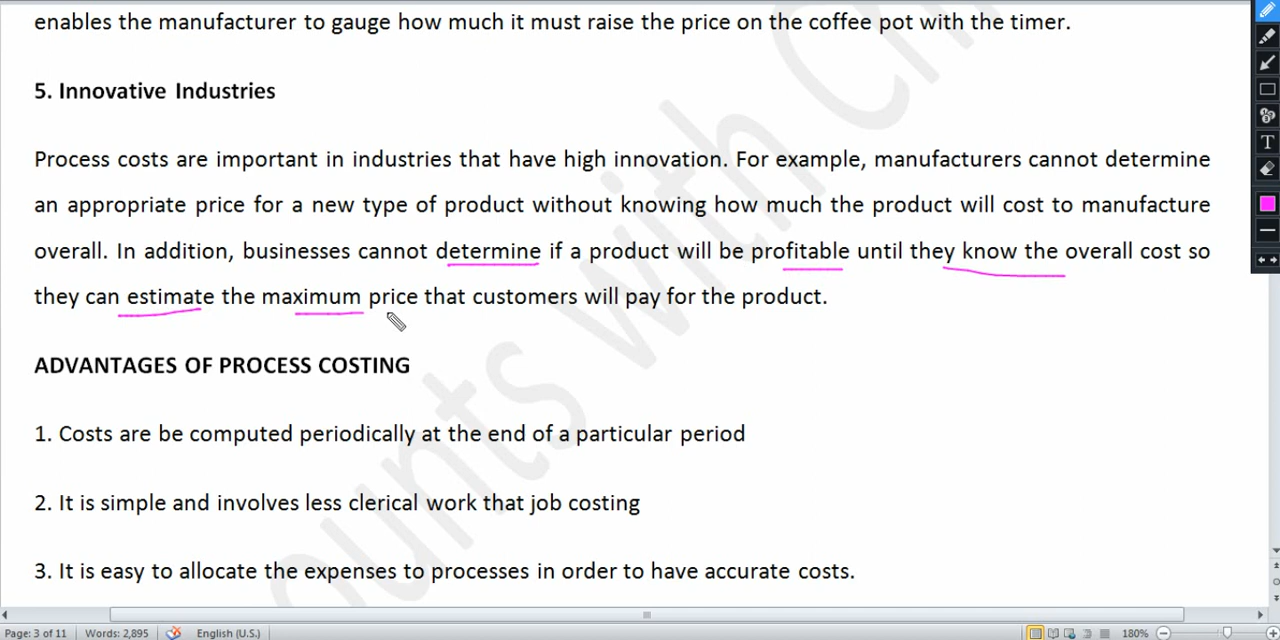 enables the manufacturer to gauge how much it must raise the price on the coffee pot with the timer.
5. Innovative Industries
Process costs are important in industries that have high innovation. For example, manufacturers cannot determine
an appropriate price for a new type of product without knowing how much the product will cost to manufacture
overall. In addition, businesses cannot determine if a product will be profitable until they know the overall cost so
they can estimate the maximum price that customers will pay for the product.
ADVANTAGES OF PROCESS COSTING
1. Costs are be computed periodically at the end of a particular period
2. It is simple and involves less clerical work that job costing
3. It is easy to allocate the expenses to processes in order to have accurate costs.
Page: 3 of 11 Words: 2,895 English (U.S.) 180%